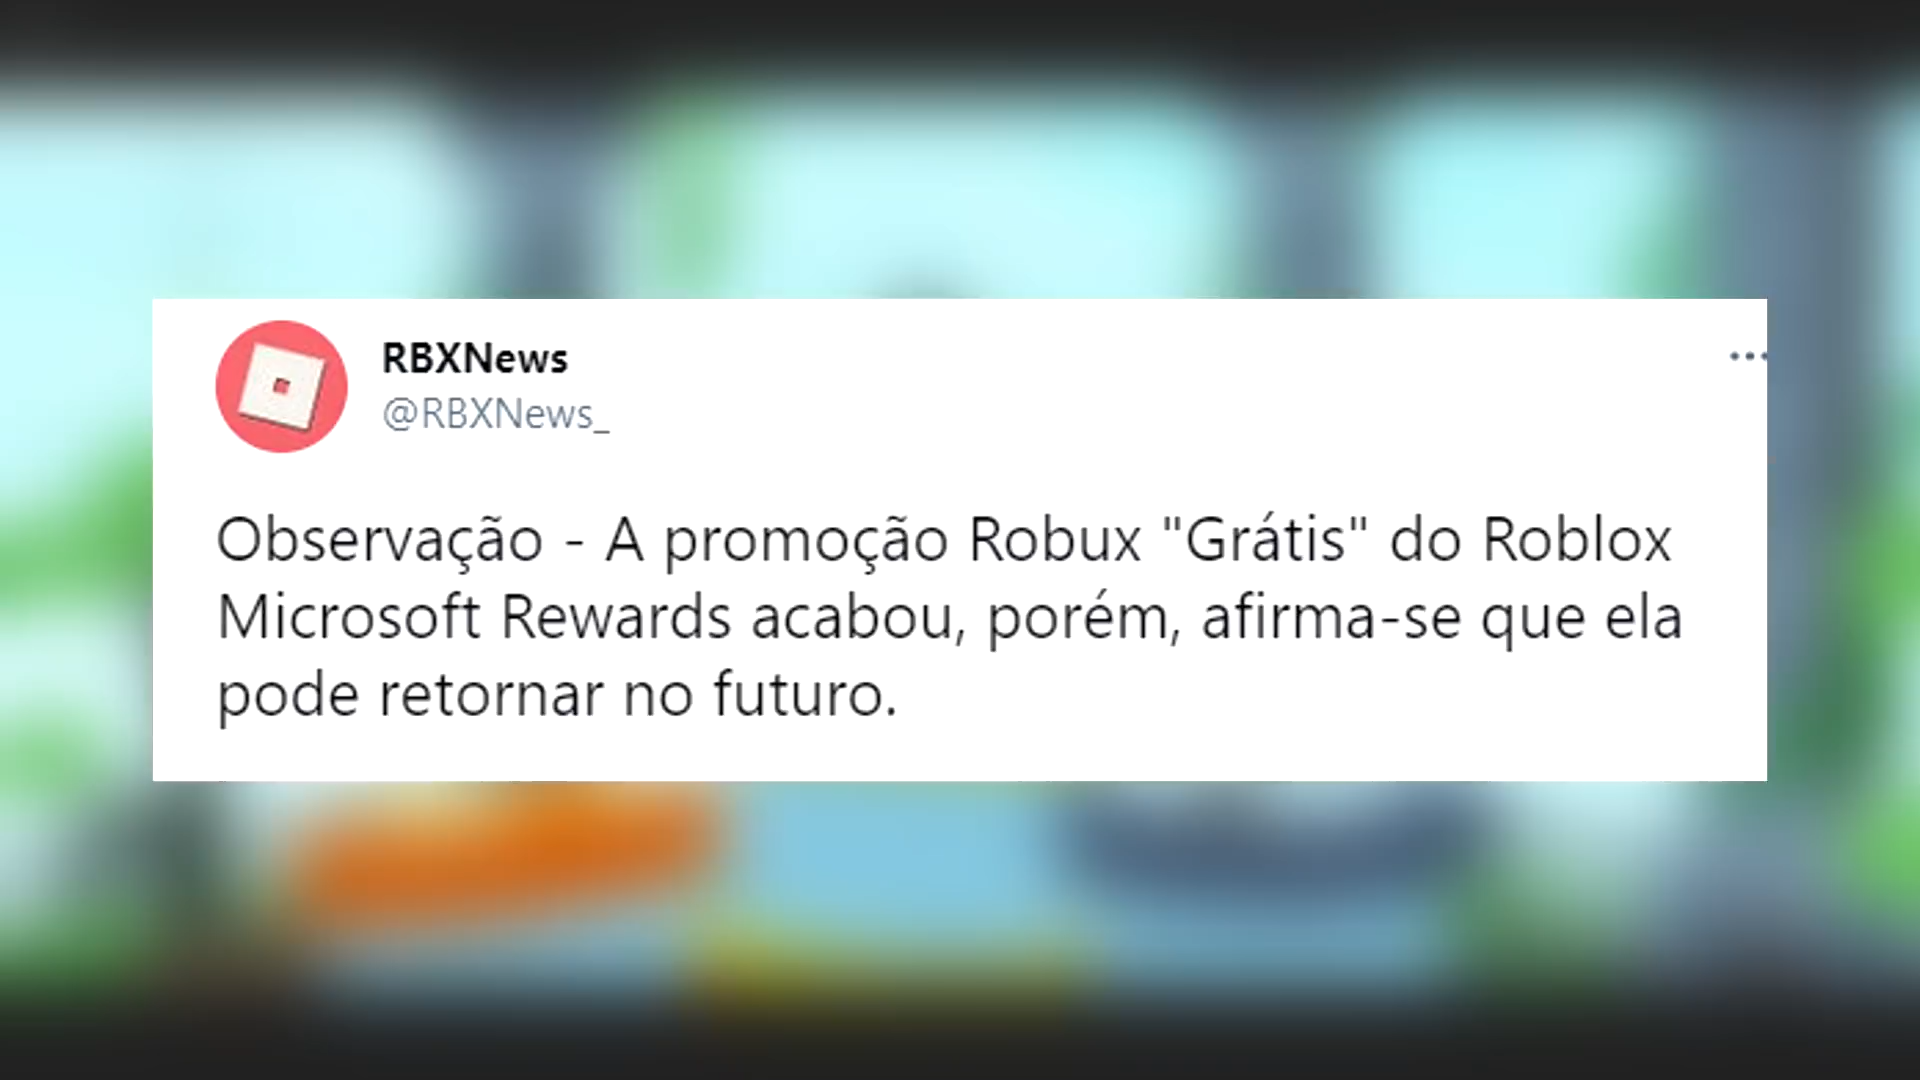 RBXNews
@RBXNews_
Observação - A promoção Robux "Grátis" do Roblox
Microsoft Rewards acabou, porém, afirma-se que ela
pode retornar no futuro.